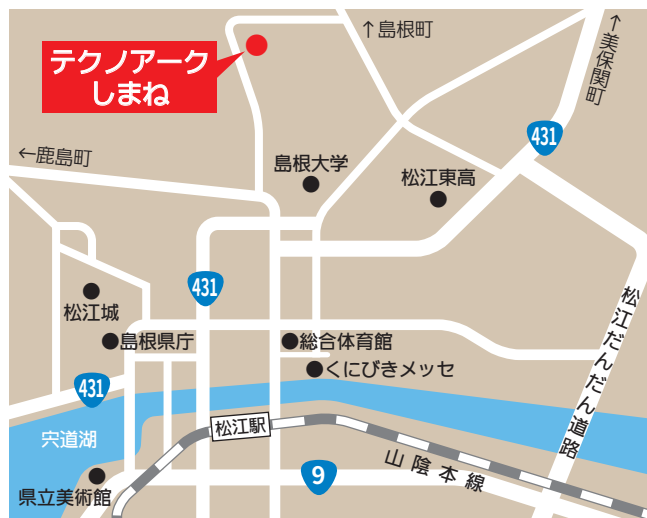 ↑島根町
↑美保関町
テクノアーク
しまね
431
←鹿島町
島根大学
松江東高
431
松江城
島根県庁
総合体育館
くにびきメッセ
松江だんだん道路
431
宍道湖
松江駅
山陰本線
9
県立美術館